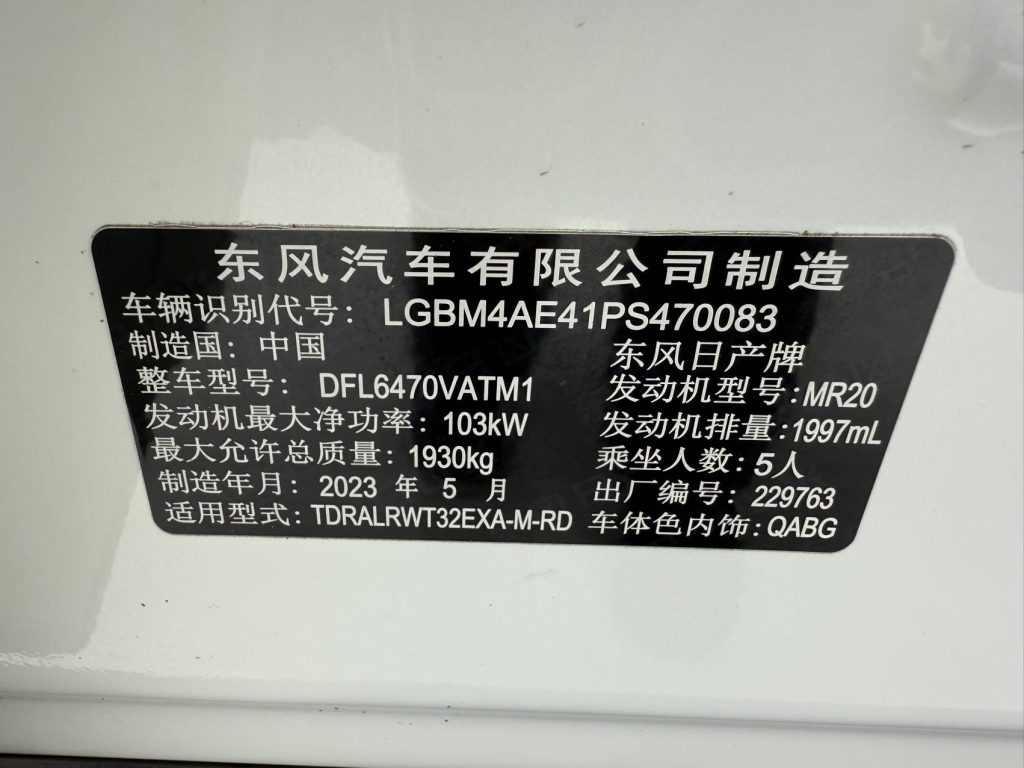 东风汽车有限公司制造
车辆识别代号: LGBM4AE41PS470083
制造国: 中国 东风日产牌
整车型号: DFL6470VATM1 发动机型号:MR20
发动机最大净功率: 103kW 发动机排量:1997mL
最大允许总质量: 1930kg 乘坐人数: 5人
制造年月: 2023 年 5 月 出厂编号: 229763
适用型式: TDRALRWT32EXA-M-RD 车体色内饰:QABG